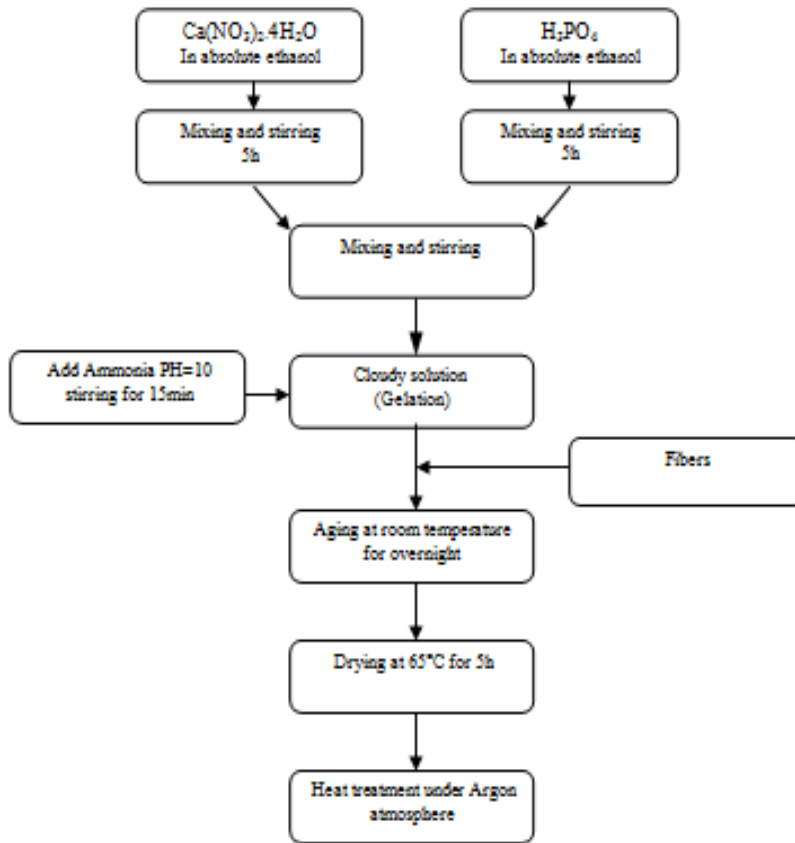 Ca(NO₃)₂.4H₂O
In absolute ethanol
H₃PO₄
In absolute ethanol
Mixing and stirring
5h
Mixing and stirring
5h
Mixing and stirring
Add Ammonia PH=10
stirring for 15min
Cloudy solution
(Gelation)
Fibers
Aging at room temperature
for overnight
Drying at 65°C for 5h
Heat treatment under Argon
atmosphere